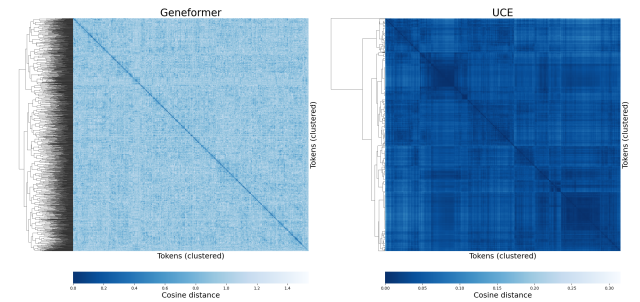 Geneformer
UCE
Tokens (clustered)
Tokens (clustered)
Tokens (clustered)
Tokens (clustered)
0.0 0.2 0.4 0.6 0.8 1.0 1.2 1.4
Cosine distance
0.00 0.05 0.10 0.15 0.20 0.25 0.30
Cosine distance